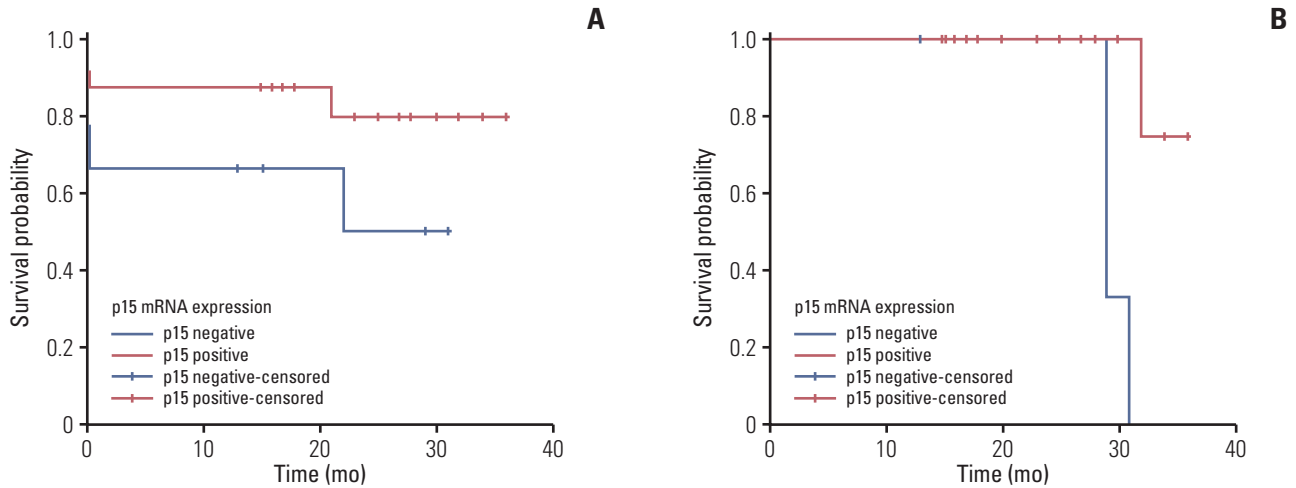 A
Survival probability
1.0
0.8
0.6
0.4
0.2
0
p15 mRNA expression
p15 negative
p15 positive
p15 negative-censored
p15 positive-censored
0 10 20 30 40
Time (mo)
B
Survival probability
1.0
0.8
0.6
0.4
0.2
0
p15 mRNA expression
p15 negative
p15 positive
p15 negative-censored
p15 positive-censored
0 10 20 30 40
Time (mo)